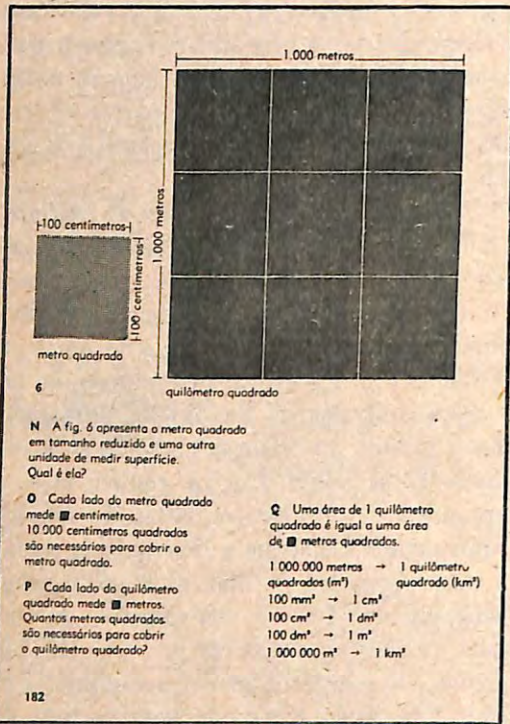 1.000 metros
1.000 metros
100 centímetros
100 centímetros
metro quadrado
6
quilômetro quadrado
N A fig. 6 apresenta o metro quadrado
em tamanho reduzido e uma outra
unidade de medir superfície.
Qual é ela?
O Cada lado do metro quadrado
mede ■ centímetros.
10 000 centímetros quadrados
são necessários para cobrir o
metro quadrado.
P Cada lado do quilômetro
quadrado mede ■ metros.
Quantos metros quadrados
são necessários para cobrir
o quilômetro quadrado?
Q Uma área de 1 quilômetro
quadrado é igual a uma área
de ■ metros quadrados.
1 000 000 metros → 1 quilômetro
quadrados (m²) quadrado (km²)
100 mm² → 1 cm²
100 cm² → 1 dm²
100 dm² → 1 m²
1 000 000 m² → 1 km²
182